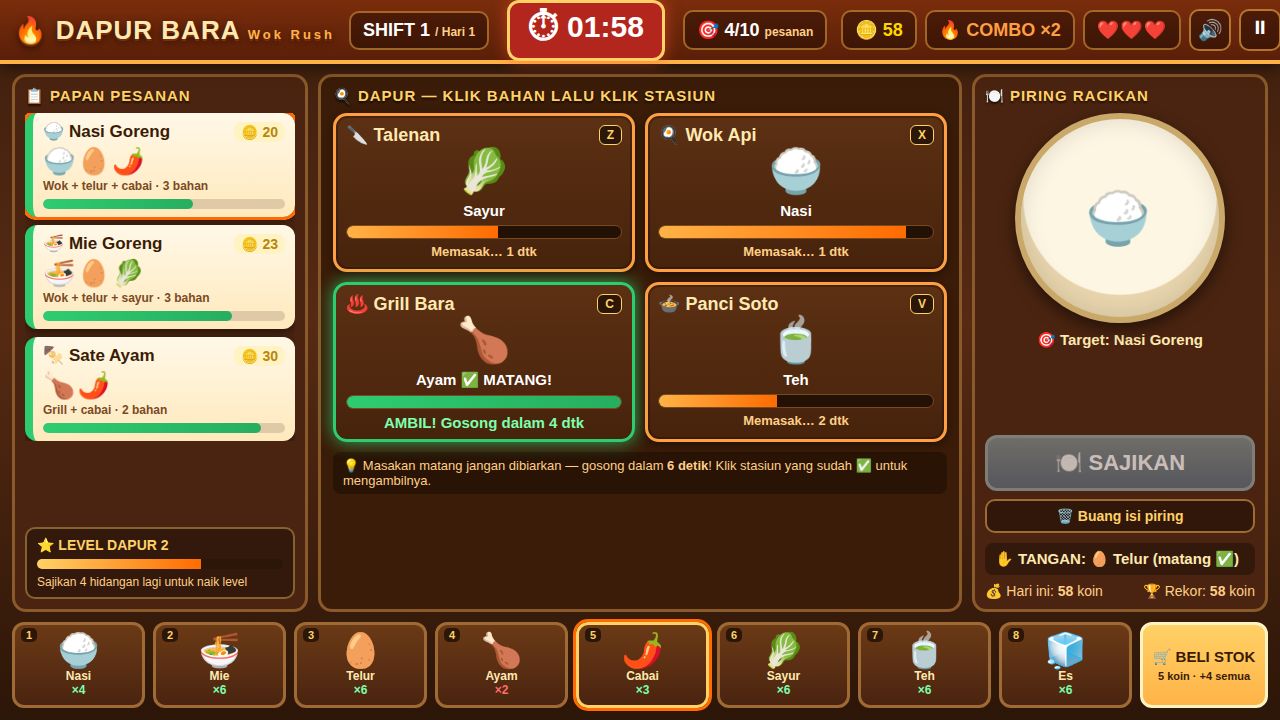 🔥 DAPUR BARA Wok Rush
SHIFT 1 / Hari 1
⏱ 01:58
🎯 4/10 pesanan
🪙 58
🔥 COMBO ×2
❤️❤️❤️
🔊
⏸
📋 PAPAN PESANAN
🍚 Nasi Goreng 🪙 20
Wok + telur + cabai · 3 bahan
🍜 Mie Goreng 🪙 23
Wok + telur + sayur · 3 bahan
🍢 Sate Ayam 🪙 30
Grill + cabai · 2 bahan
⭐ LEVEL DAPUR 2
Sajikan 4 hidangan lagi untuk naik level
🍳 DAPUR — KLIK BAHAN LALU KLIK STASIUN
🔪 Talenan Z
Sayur
Memasak… 1 dtk
🍳 Wok Api X
Nasi
Memasak… 1 dtk
♨️ Grill Bara C
Ayam ✅ MATANG!
AMBIL! Gosong dalam 4 dtk
🍲 Panci Soto V
Teh
Memasak… 2 dtk
💡 Masakan matang jangan dibiarkan — gosong dalam 6 detik! Klik stasiun yang sudah ✅ untuk
mengambilnya.
🍽️ PIRING RACIKAN
🎯 Target: Nasi Goreng
🍽️ SAJIKAN
🗑️ Buang isi piring
✋ TANGAN: 🥚 Telur (matang ✅)
💰 Hari ini: 58 koin 🏆 Rekor: 58 koin
1
Nasi
×4
2
Mie
×6
3
Telur
×6
4
Ayam
×2
5
Cabai
×3
6
Sayur
×6
7
Teh
×6
8
Es
×6
🛒 BELI STOK
5 koin · +4 semua